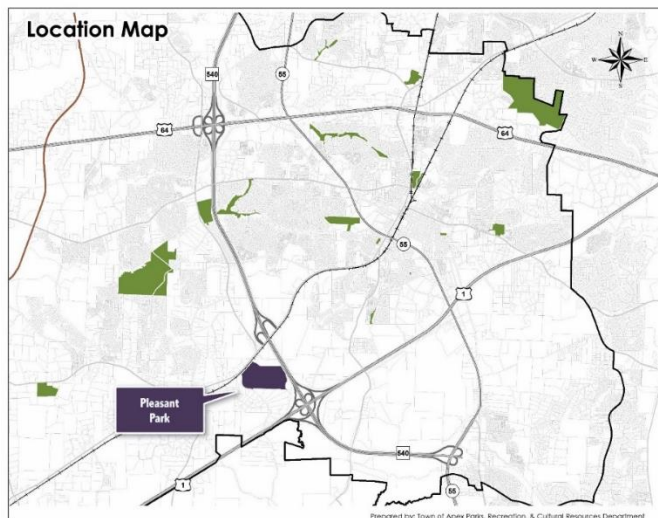 Location Map
N
W E
S
540
55
64
64
55
1
Pleasant
Park
540
1
55
Prepared by: Town of Apex Parks, Recreation, & Cultural Resources Department